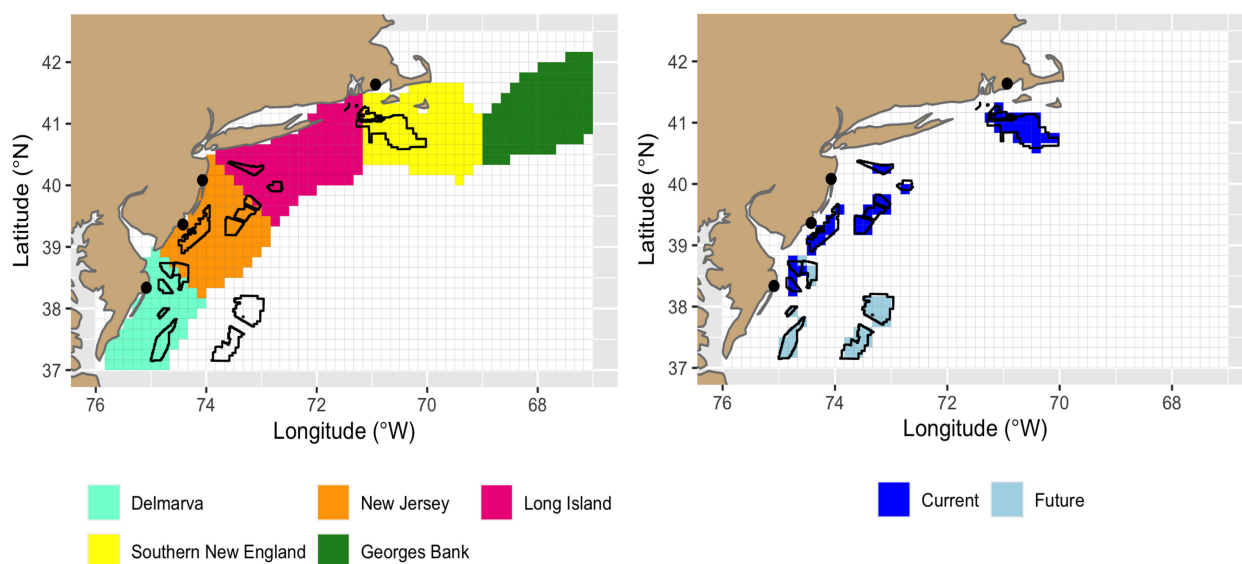 42
41
40
39
38
37
Latitude (°N)
76
74
72
70
68
Longitude (°W)
Delmarva
New Jersey
Long Island
Southern New England
Georges Bank
42
41
40
39
38
37
Latitude (°N)
76
74
72
70
68
Longitude (°W)
Current
Future